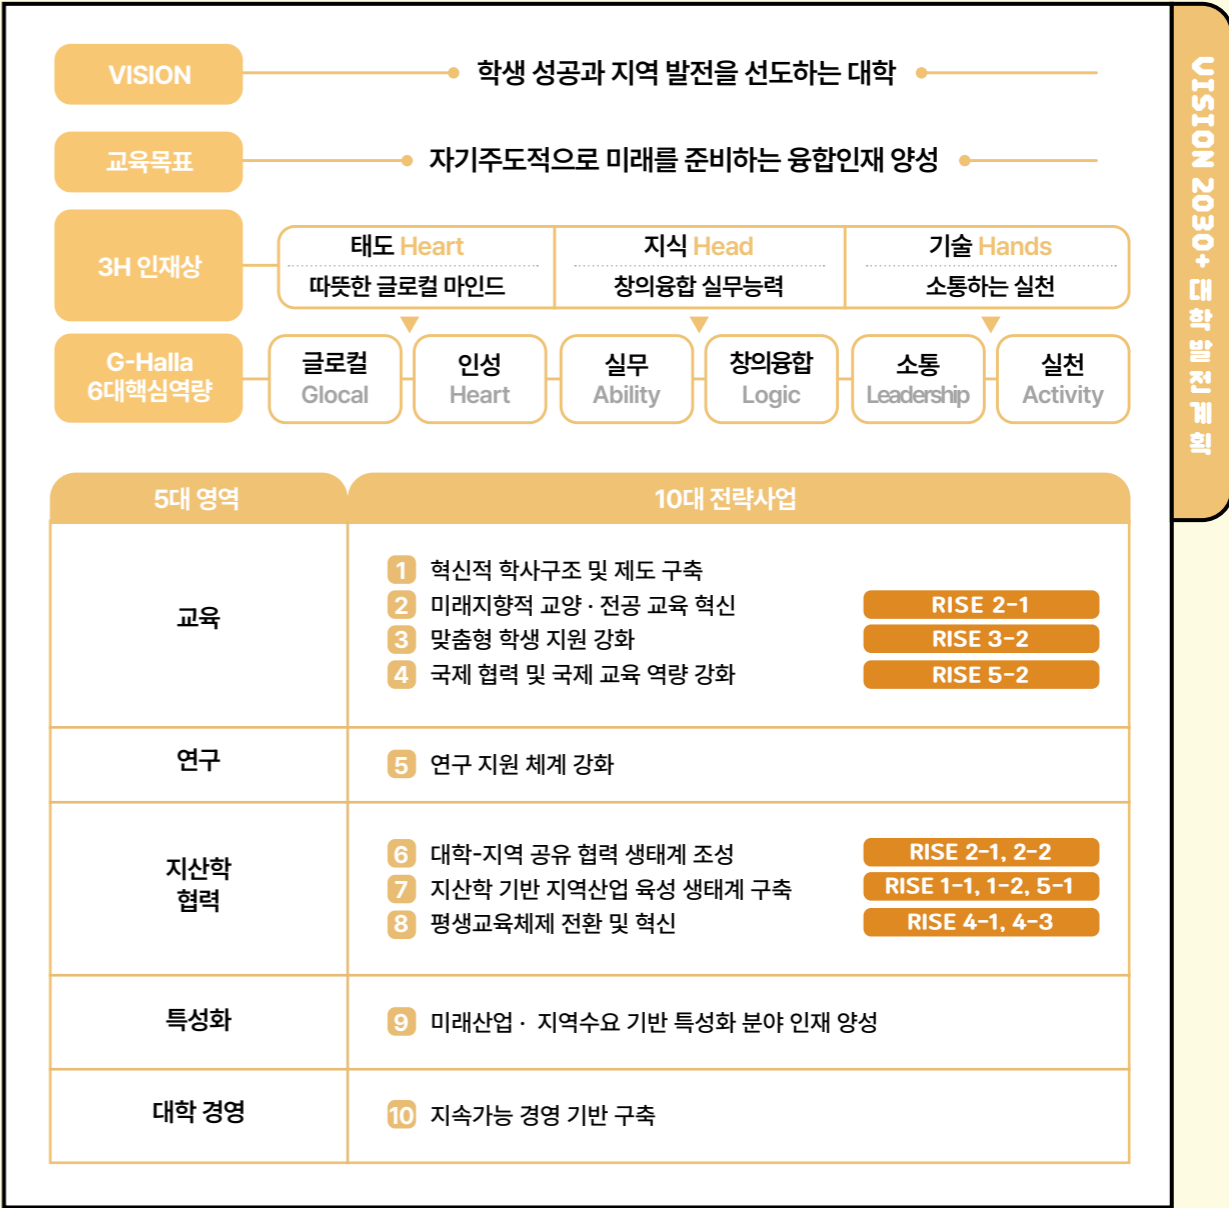 VISION
학생 성공과 지역 발전을 선도하는 대학
교육목표
자기주도적으로 미래를 준비하는 융합인재 양성
3H 인재상
태도 Heart
따뜻한 글로컬 마인드
지식 Head
창의융합 실무능력
기술 Hands
소통하는 실천
G-Halla
6대핵심역량
글로컬
Glocal
인성
Heart
실무
Ability
창의융합
Logic
소통
Leadership
실천
Activity
VISION 2030+ 대학발전계획
5대 영역
10대 전략사업
교육
1 혁신적 학사구조 및 제도 구축
2 미래지향적 교양 · 전공 교육 혁신 RISE 2-1
3 맞춤형 학생 지원 강화 RISE 3-2
4 국제 협력 및 국제 교육 역량 강화 RISE 5-2
연구
5 연구 지원 체계 강화
지산학
협력
6 대학-지역 공유 협력 생태계 조성 RISE 2-1, 2-2
7 지산학 기반 지역산업 육성 생태계 구축 RISE 1-1, 1-2, 5-1
8 평생교육체제 전환 및 혁신 RISE 4-1, 4-3
특성화
9 미래산업 · 지역수요 기반 특성화 분야 인재 양성
대학 경영
10 지속가능 경영 기반 구축